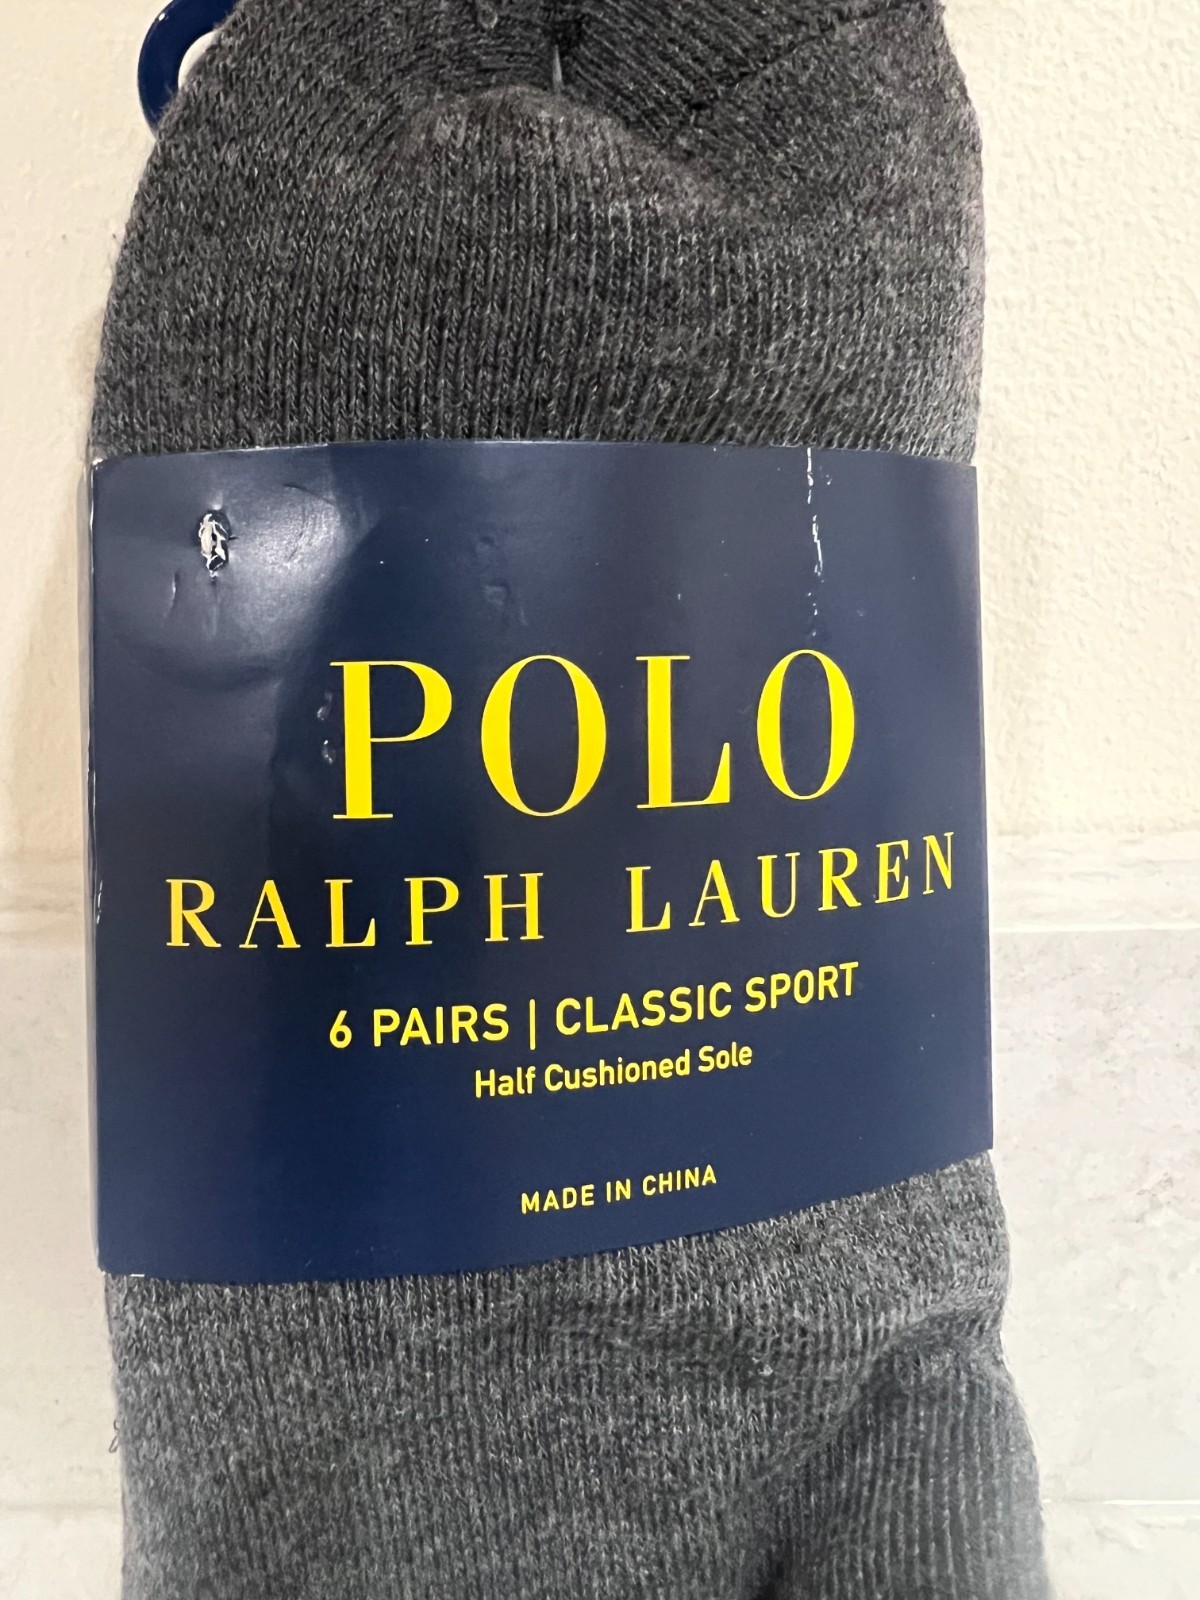 POLO
RALPH LAUREN
6 PAIRS | CLASSIC SPORT
Half Cushioned Sole
MADE IN CHINA